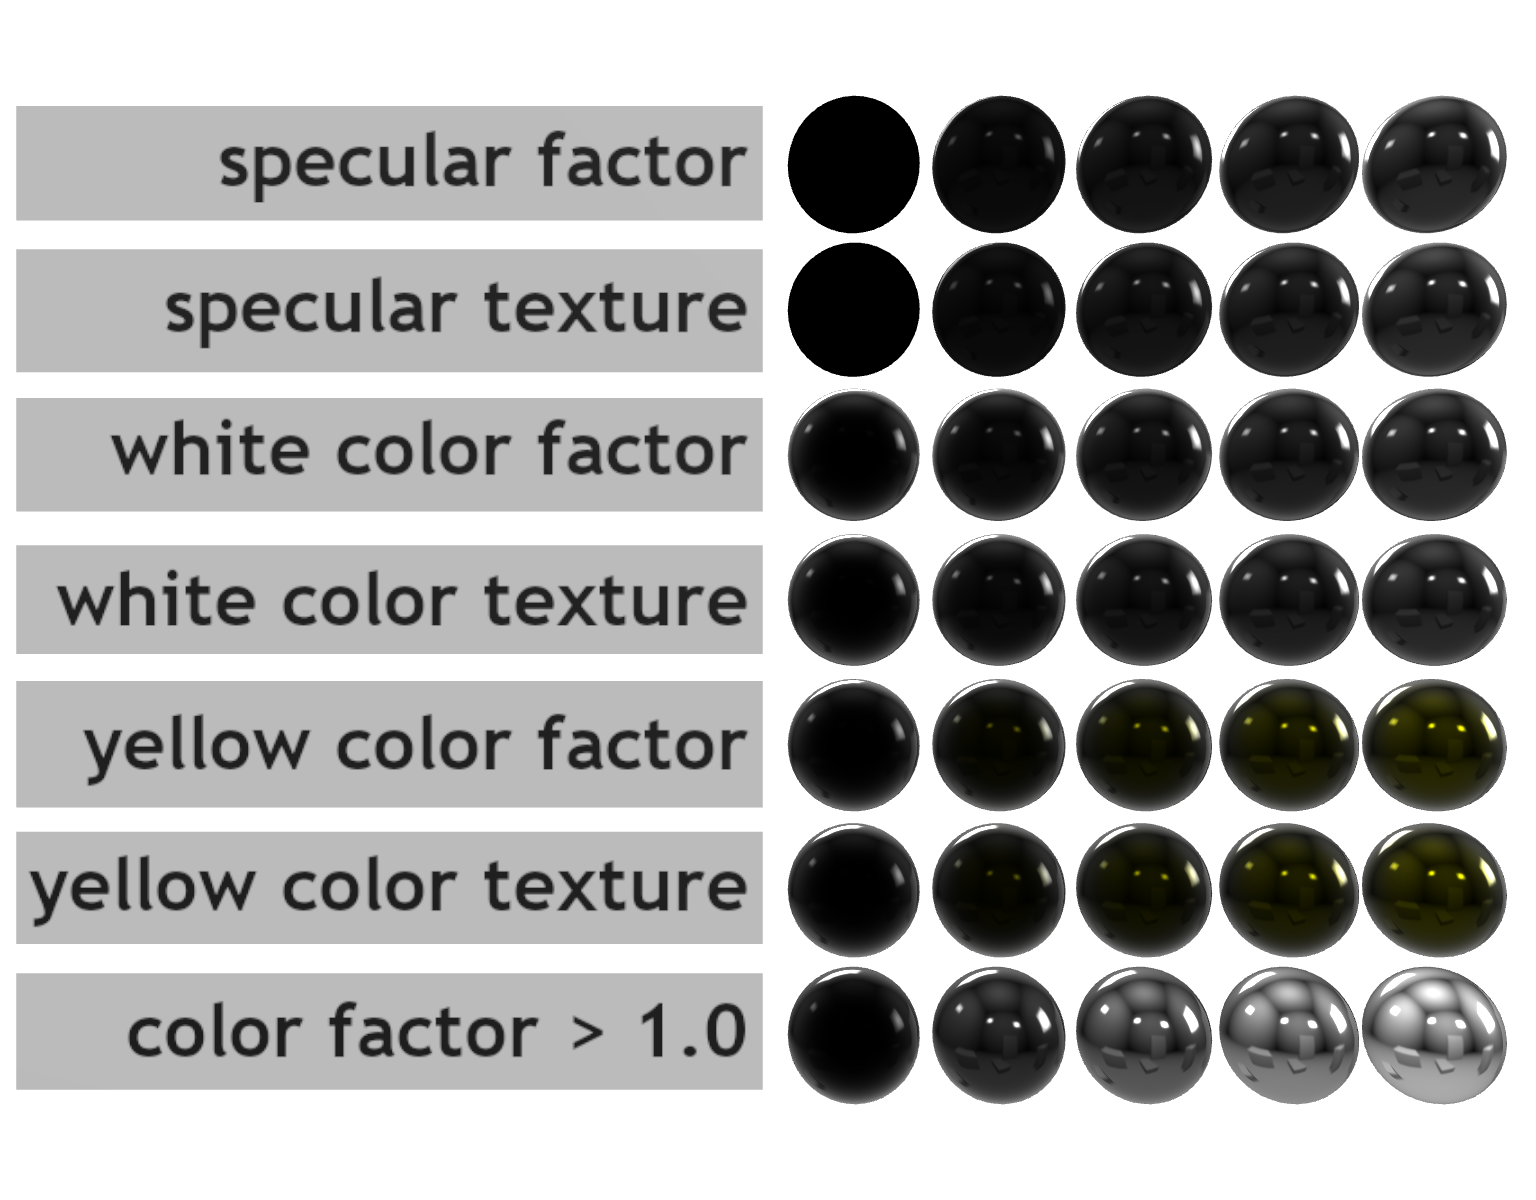 specular factor
specular texture
white color factor
white color texture
yellow color factor
yellow color texture
color factor > 1.0